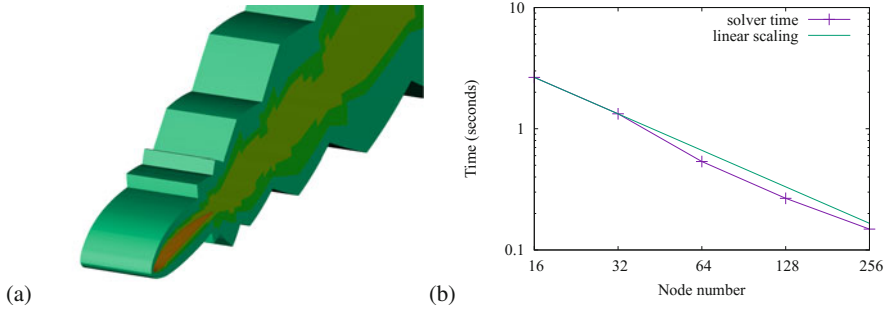 (a)
(b)
10
1
0.1
Time (seconds)
solver time
linear scaling
16 32 64 128 256
Node number